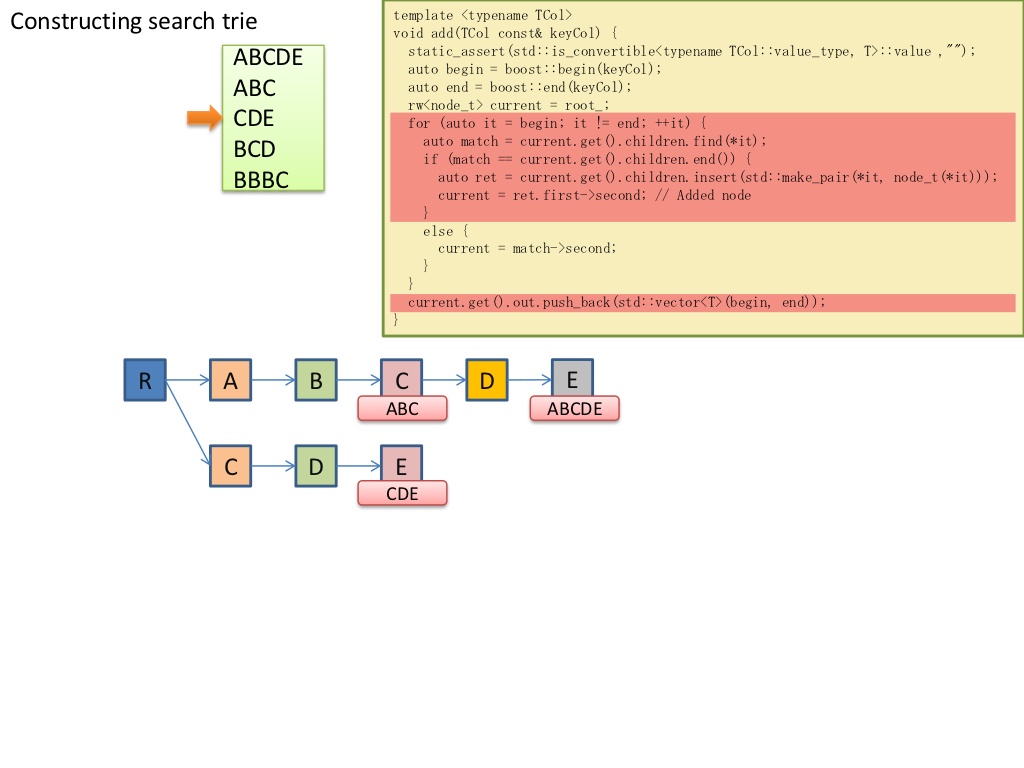 Constructing search trie
ABCDE
ABC
CDE
BCD
BBBC
template <typename TCol>
void add(TCol const& keyCol) {
  static_assert(std::is_convertible<typename TCol::value_type, T>::value ,"");
  auto begin = boost::begin(keyCol);
  auto end = boost::end(keyCol);
  rw<node_t> current = root_;
  for (auto it = begin; it != end; ++it) {
    auto match = current.get().children.find(*it);
    if (match == current.get().children.end()) {
      auto ret = current.get().children.insert(std::make_pair(*it, node_t(*it)));
      current = ret.first->second; // Added node
    }
    else {
      current = match->second;
    }
  }
  current.get().out.push_back(std::vector<T>(begin, end));
}
R A B C D E
ABC ABCDE
C D E
CDE